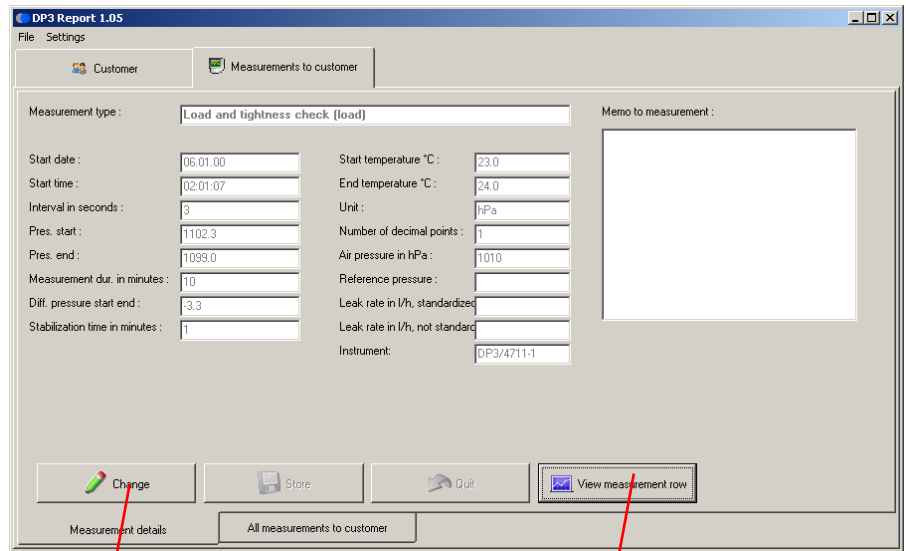 DP3 Report 1.05
File Settings
Customer Measurements to customer
Measurement type : Load and tightness check (load) Memo to measurement :
Start date : 06.01.00 Start temperature °C : 23.0
Start time : 02:01:07 End temperature °C : 24.0
Interval in seconds : 3 Unit : hPa
Pres. start : 1102.3 Number of decimal points : 1
Pres. end : 1099.0 Air pressure in hPa : 1010
Measurement dur. in minutes : 10 Reference pressure :
Diff. pressure start end : -3.3 Leak rate in l/h, standardized
Stabilization time in minutes : 1 Leak rate in l/h, not standard
Instrument: DP3/4711-1
Change Store Quit View measurement row
Measurement details All measurements to customer